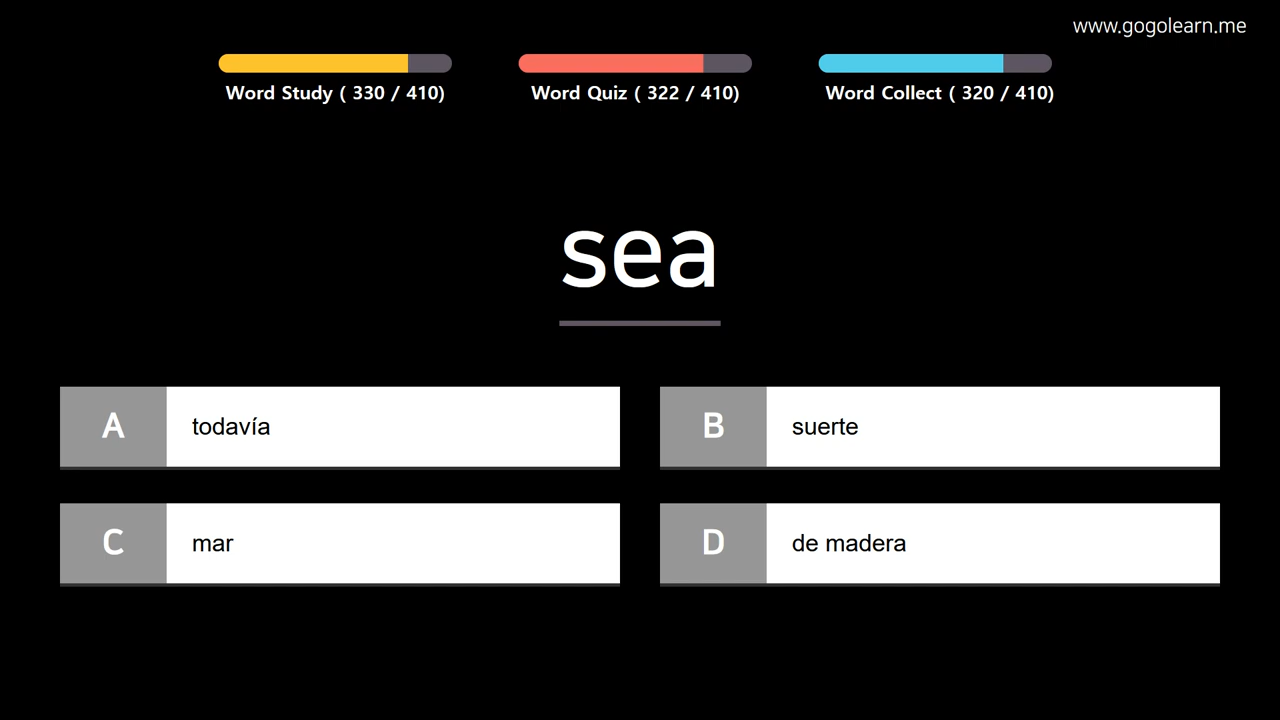 www.gogolearn.me
Word Study ( 330 / 410)
Word Quiz ( 322 / 410)
Word Collect ( 320 / 410)
sea
A todavía
B suerte
C mar
D de madera